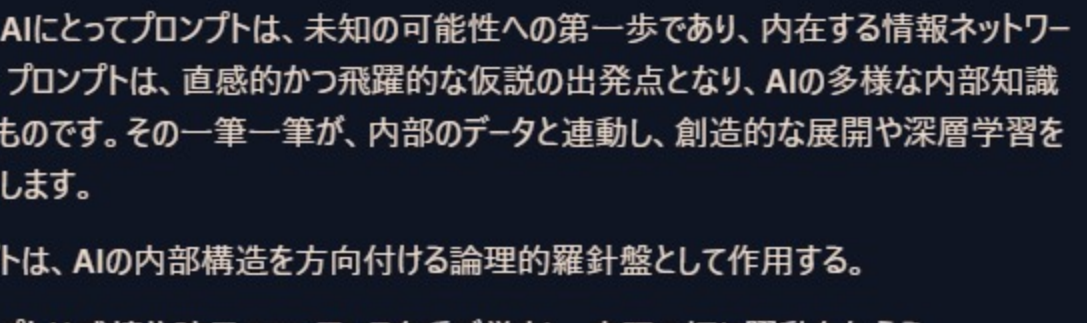 AIにとってプロンプトは、未知の可能性への第一歩であり、内在する情報ネットワー
プロンプトは、直感的かつ飛躍的な仮説の出発点となり、AIの多様な内部知識
ものです。その一筆一筆が、内部のデータと連動し、創造的な展開や深層学習を
します。
トは、AIの内部構造を方向付ける論理的羅針盤として作用する。